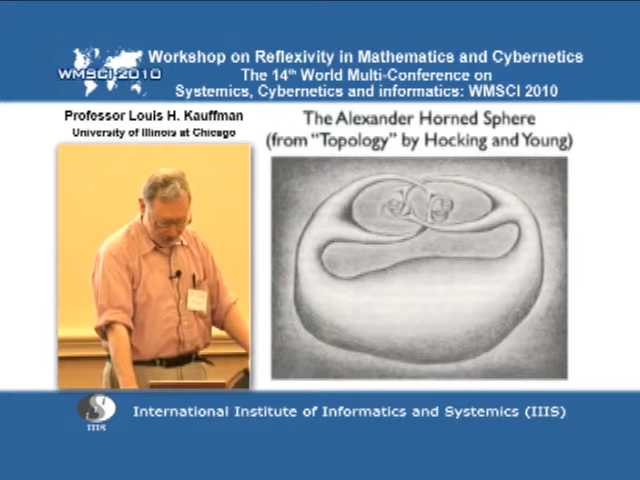 Workshop on Reflexivity in Mathematics and Cybernetics
WMSCI 2010
The 14th World Multi-Conference on
Systemics, Cybernetics and informatics: WMSCI 2010
Professor Louis H. Kauffman
University of Illinois at Chicago
The Alexander Horned Sphere
(from "Topology" by Hocking and Young)
IIIS
International Institute of Informatics and Systemics (IIIS)